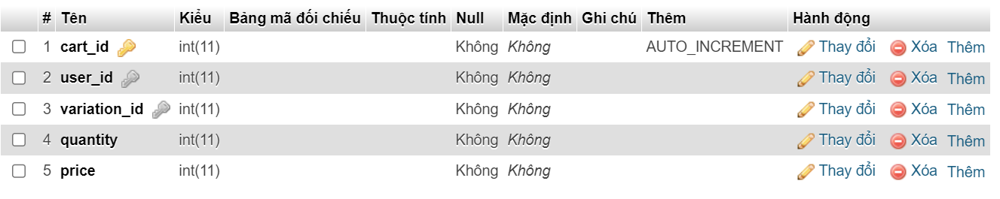 # Tên Kiểu Bảng mã đối chiếu Thuộc tính Null Mặc định Ghi chú Thêm Hành động
1 cart_id int(11) Không Không AUTO_INCREMENT Thay đổi Xóa Thêm
2 user_id int(11) Không Không Thay đổi Xóa Thêm
3 variation_id int(11) Không Không Thay đổi Xóa Thêm
4 quantity int(11) Không Không Thay đổi Xóa Thêm
5 price int(11) Không Không Thay đổi Xóa Thêm